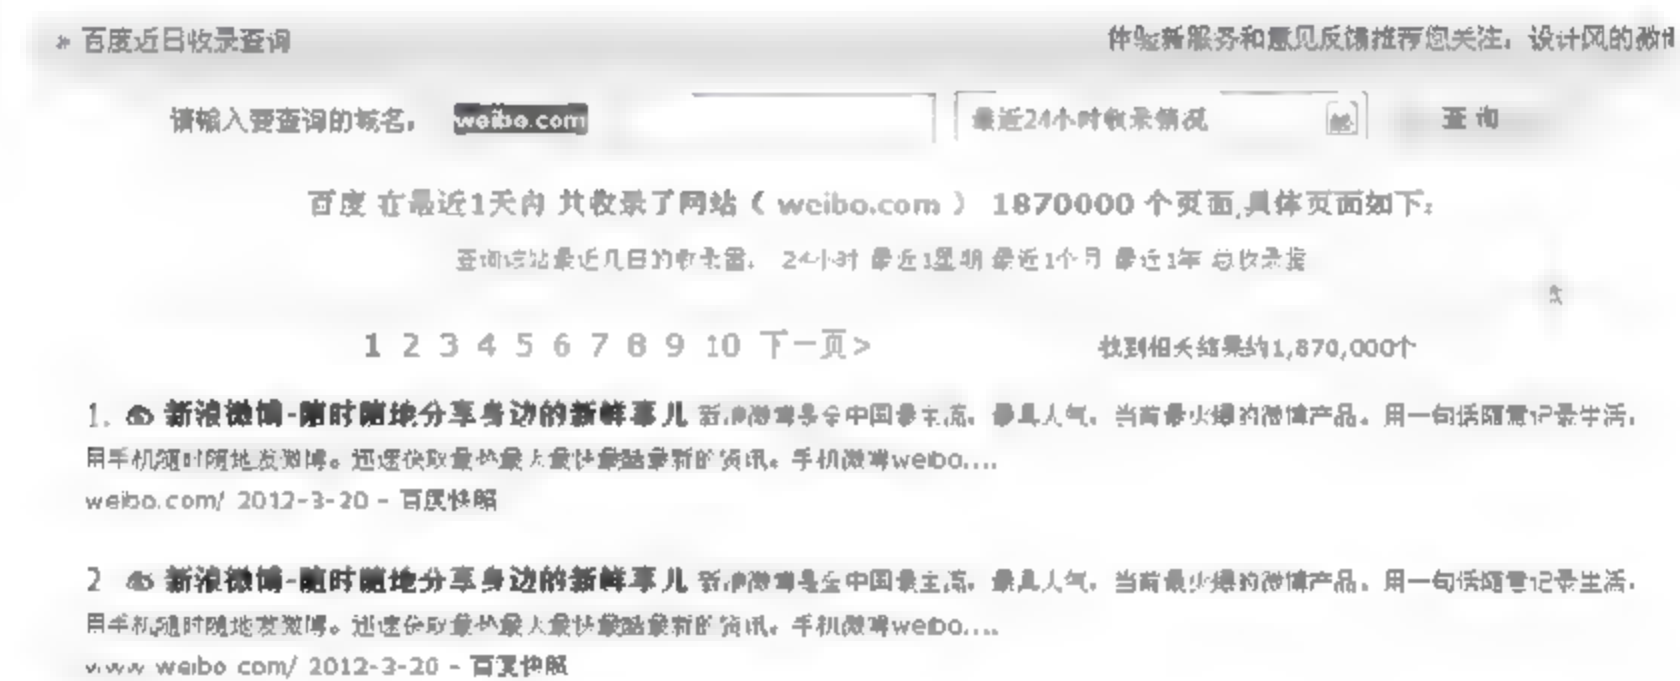 » 百度近日收录查询 体验新服务和意见反馈推荐您关注: 设计风的微博
请输入要查询的域名: weibo.com 最近24小时收录情况 查 询
百度 在最近1天内 共收录了网站 ( weibo.com ) 1870000 个页面,具体页面如下:
查询该站最近几日的收录量: 24小时 最近1星期 最近1个月 最近1年 总收录量
1 2 3 4 5 6 7 8 9 10 下一页> 找到相关结果约1,870,000个
1. 新浪微博-随时随地分享身边的新鲜事儿 新浪微博是全中国最主流, 最具人气, 当前最火爆的微博产品。用一句话随意记录生活,
用手机随时随地发微博。迅速获取最热最火最快最酷最新的资讯。手机微博weibo....
weibo.com/ 2012-3-20 - 百度快照
2 新浪微博-随时随地分享身边的新鲜事儿 新浪微博是全中国最主流, 最具人气, 当前最火爆的微博产品。用一句话随意记录生活,
用手机随时随地发微博。迅速获取最热最火最快最酷最新的资讯。手机微博weibo....
www.weibo.com/ 2012-3-20 - 百度快照